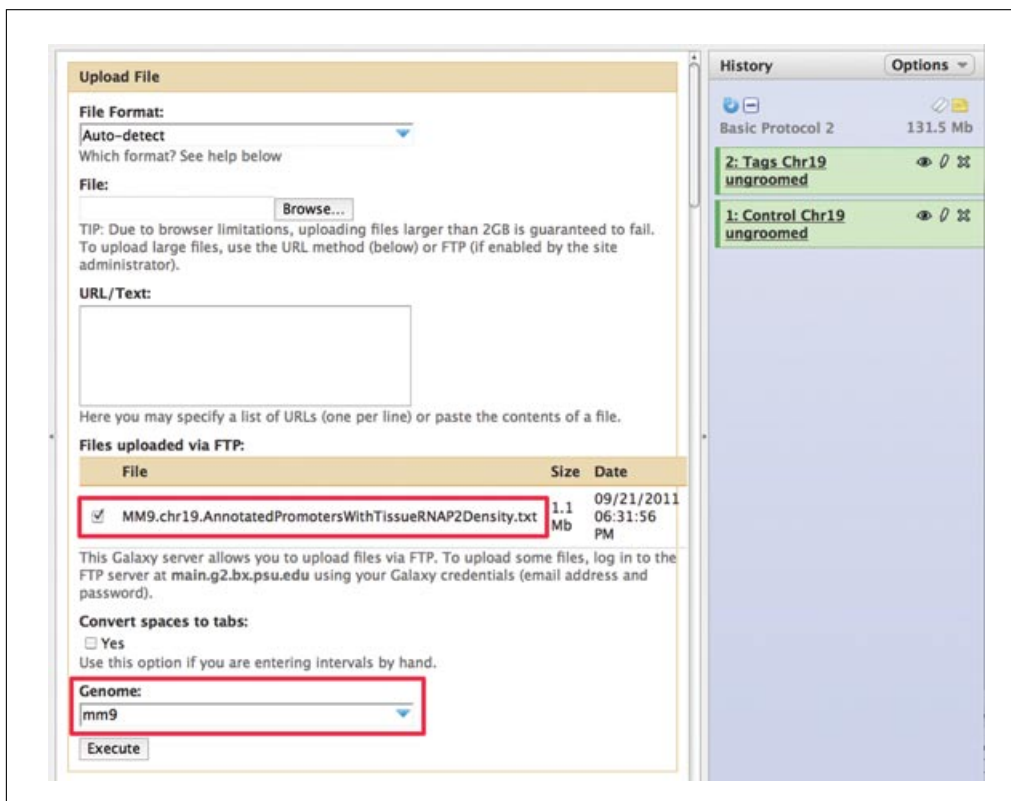 Upload File
File Format:
Auto-detect
Which format? See help below
File:
Browse...
TIP: Due to browser limitations, uploading files larger than 2GB is guaranteed to fail.
To upload large files, use the URL method (below) or FTP (if enabled by the site
administrator).
URL/Text:
Here you may specify a list of URLs (one per line) or paste the contents of a file.
Files uploaded via FTP:
File Size Date
MM9.chr19.AnnotatedPromotersWithTissueRNAP2Density.txt 1.1 Mb 09/21/2011 06:31:56 PM
This Galaxy server allows you to upload files via FTP. To upload some files, log in to the
FTP server at main.g2.bx.psu.edu using your Galaxy credentials (email address and
password).
Convert spaces to tabs:
Yes
Use this option if you are entering intervals by hand.
Genome:
mm9
Execute
History Options
Basic Protocol 2 131.5 Mb
2: Tags Chr19
ungroomed
1: Control Chr19
ungroomed